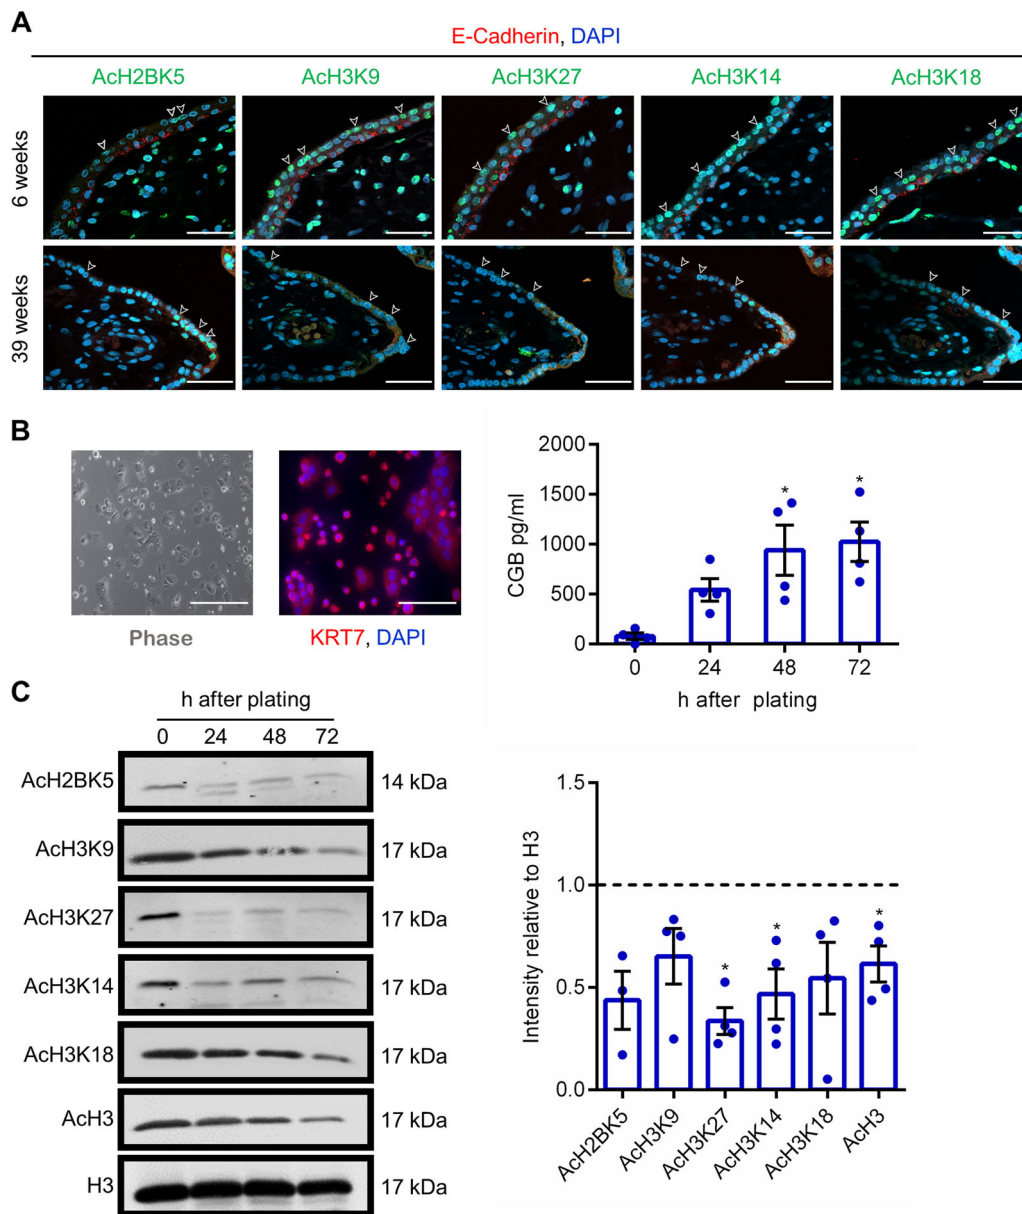 A
E-Cadherin, DAPI
AcH2BK5 AcH3K9 AcH3K27 AcH3K14 AcH3K18
6 weeks
39 weeks
B
Phase
KRT7, DAPI
CGB pg/ml
2000
1500
1000
500
0
* *
0 24 48 72
h after plating
C
h after plating
0 24 48 72
AcH2BK5 14 kDa
AcH3K9 17 kDa
AcH3K27 17 kDa
AcH3K14 17 kDa
AcH3K18 17 kDa
AcH3 17 kDa
H3 17 kDa
Intensity relative to H3
1.5
1.0
0.5
0.0
* * *
AcH2BK5 AcH3K9 AcH3K27 AcH3K14 AcH3K18 AcH3